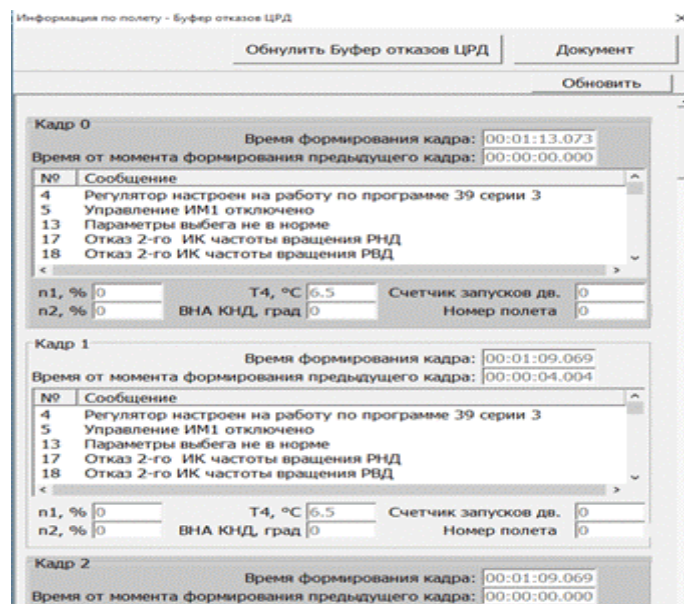 Информация по полету - Буфер отказов ЦРД
Обнулить Буфер отказов ЦРД Документ
Обновить
Кадр 0
Время формирования кадра: 00:01:13.073
Время от момента формирования предыдущего кадра: 00:00:00.000
№ Сообщение
4 Регулятор настроен на работу по программе 39 серии 3
5 Управление ИМ1 отключено
13 Параметры выбега не в норме
17 Отказ 2-го ИК частоты вращения РНД
18 Отказ 2-го ИК частоты вращения РВД
n1, % 0 Т4, °С 6.5 Счетчик запусков дв. 0
n2, % 0 ВНА КНД, град 0 Номер полета 0
Кадр 1
Время формирования кадра: 00:01:09.069
Время от момента формирования предыдущего кадра: 00:00:04.004
№ Сообщение
4 Регулятор настроен на работу по программе 39 серии 3
5 Управление ИМ1 отключено
13 Параметры выбега не в норме
17 Отказ 2-го ИК частоты вращения РНД
18 Отказ 2-го ИК частоты вращения РВД
n1, % 0 Т4, °С 6.5 Счетчик запусков дв. 0
n2, % 0 ВНА КНД, град 0 Номер полета 0
Кадр 2
Время формирования кадра: 00:01:09.069
Время от момента формирования предыдущего кадра: 00:00:00.000